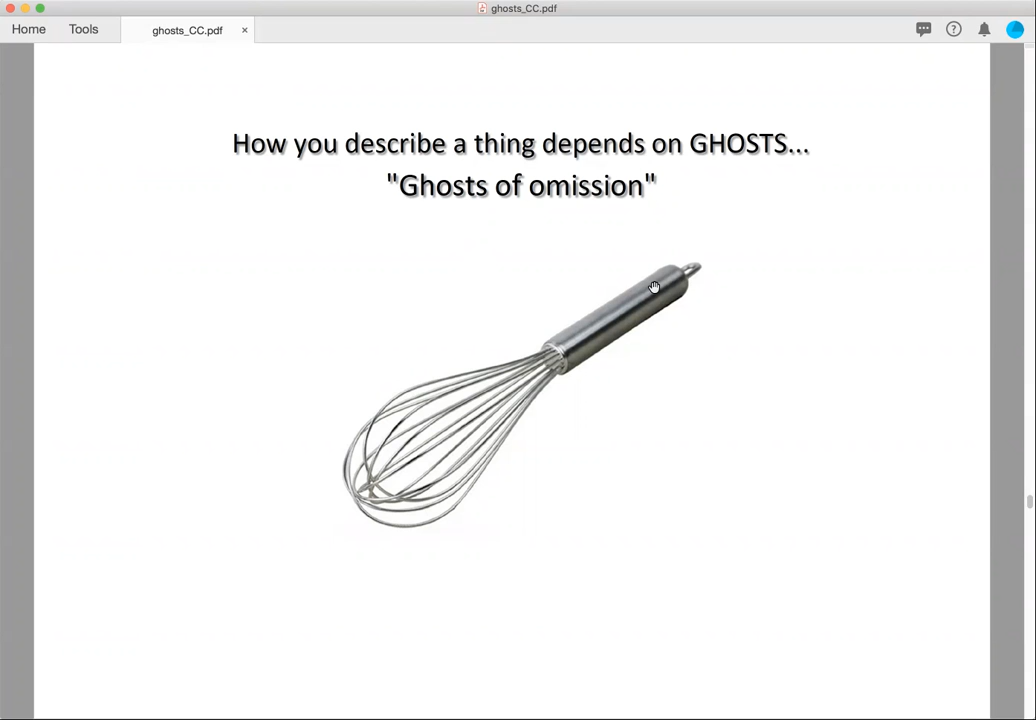 ghosts_CC.pdf
Home Tools ghosts_CC.pdf ×
How you describe a thing depends on GHOSTS...
"Ghosts of omission"